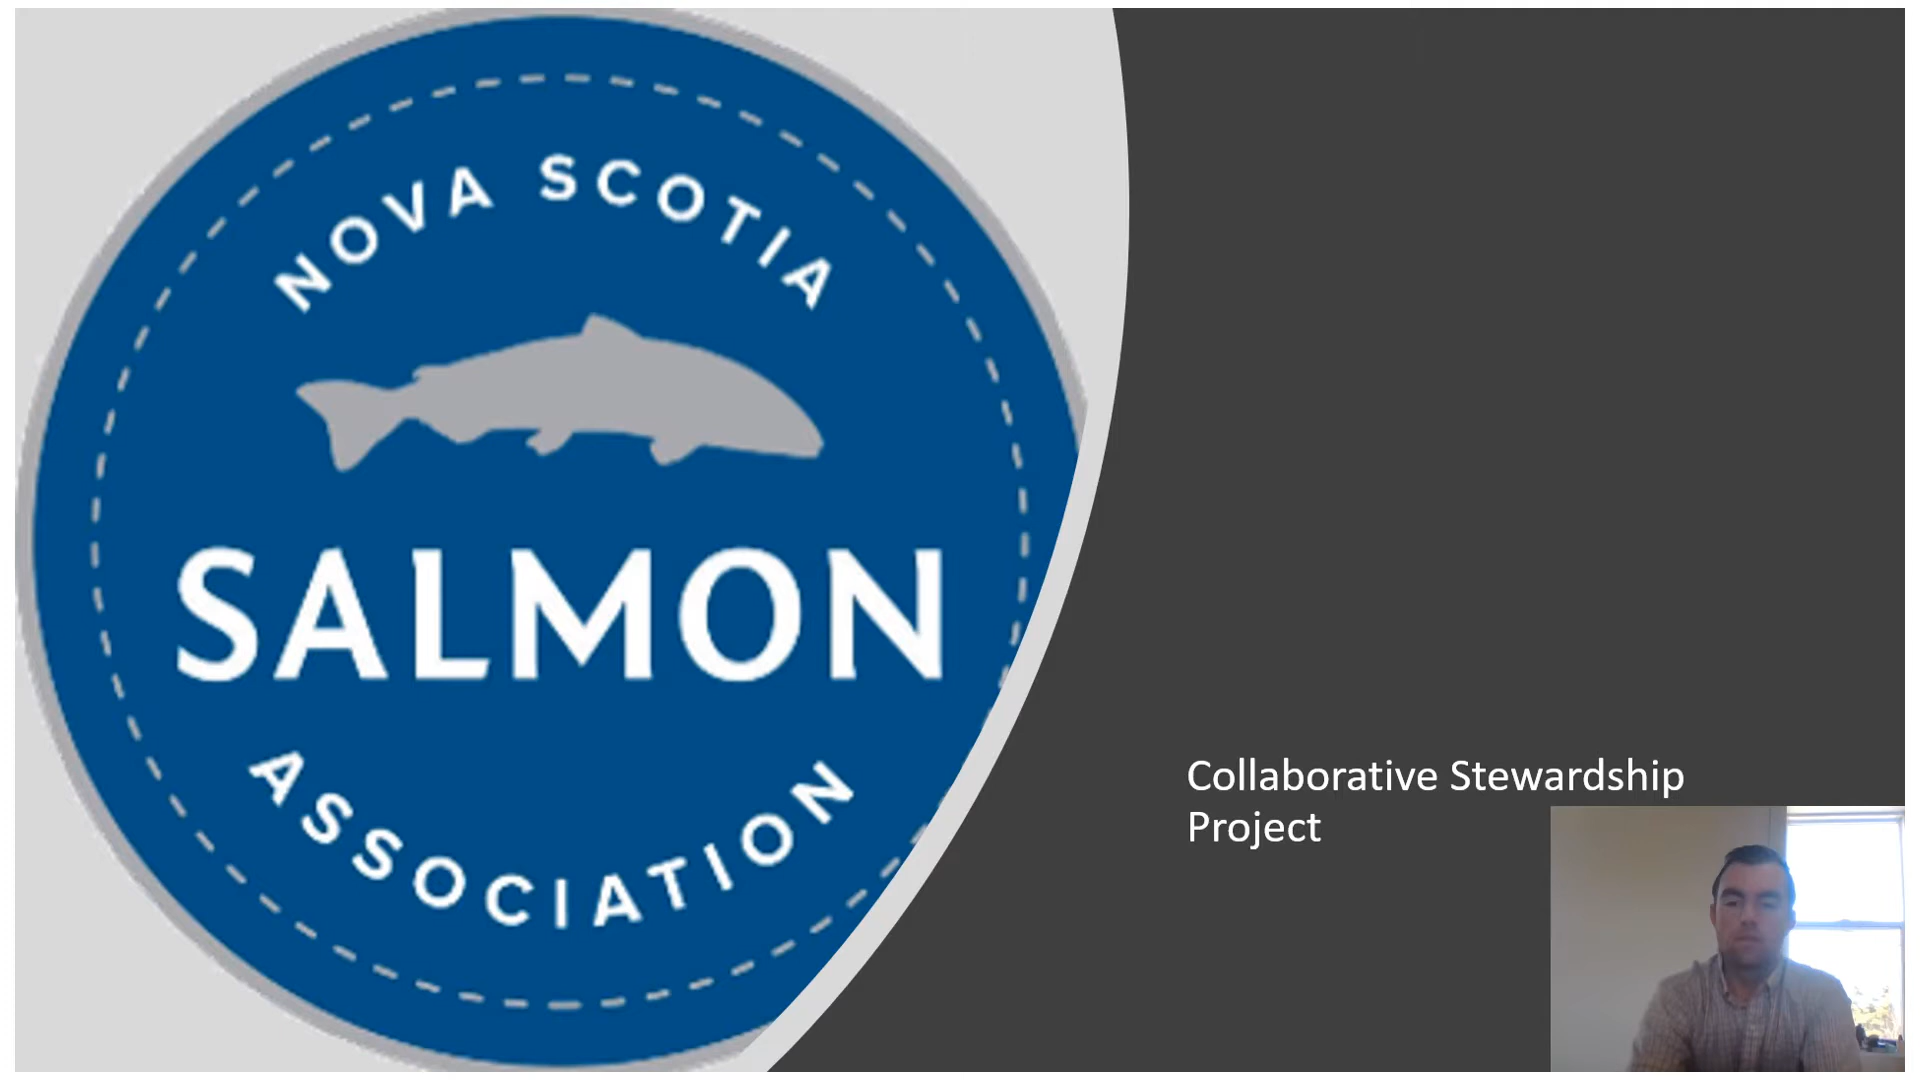 NOVA SCOTIA
SALMON
ASSOCIATION
Collaborative Stewardship
Project